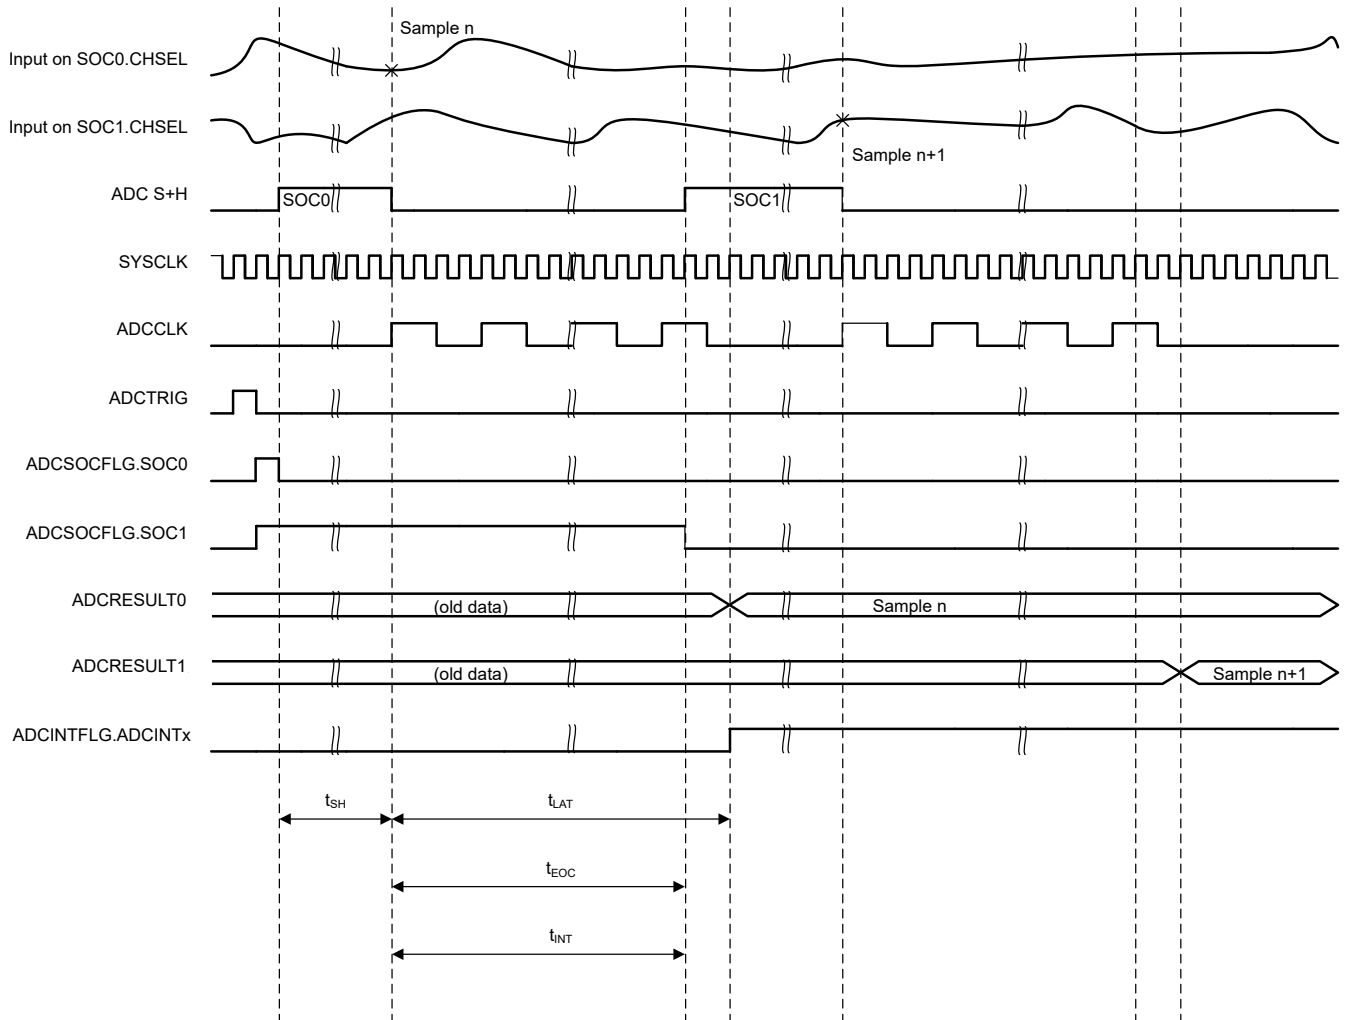 Sample n
Input on SOC0.CHSEL
Input on SOC1.CHSEL
Sample n+1
ADC S+H
SOC0
SOC1
SYSCLK
ADCCLK
ADCTRIG
ADCSOCFLG.SOC0
ADCSOCFLG.SOC1
ADCRESULT0
(old data)
Sample n
ADCRESULT1
(old data)
Sample n+1
ADCINTFLG.ADCINTx
tSH
tLAT
tEOC
tINT